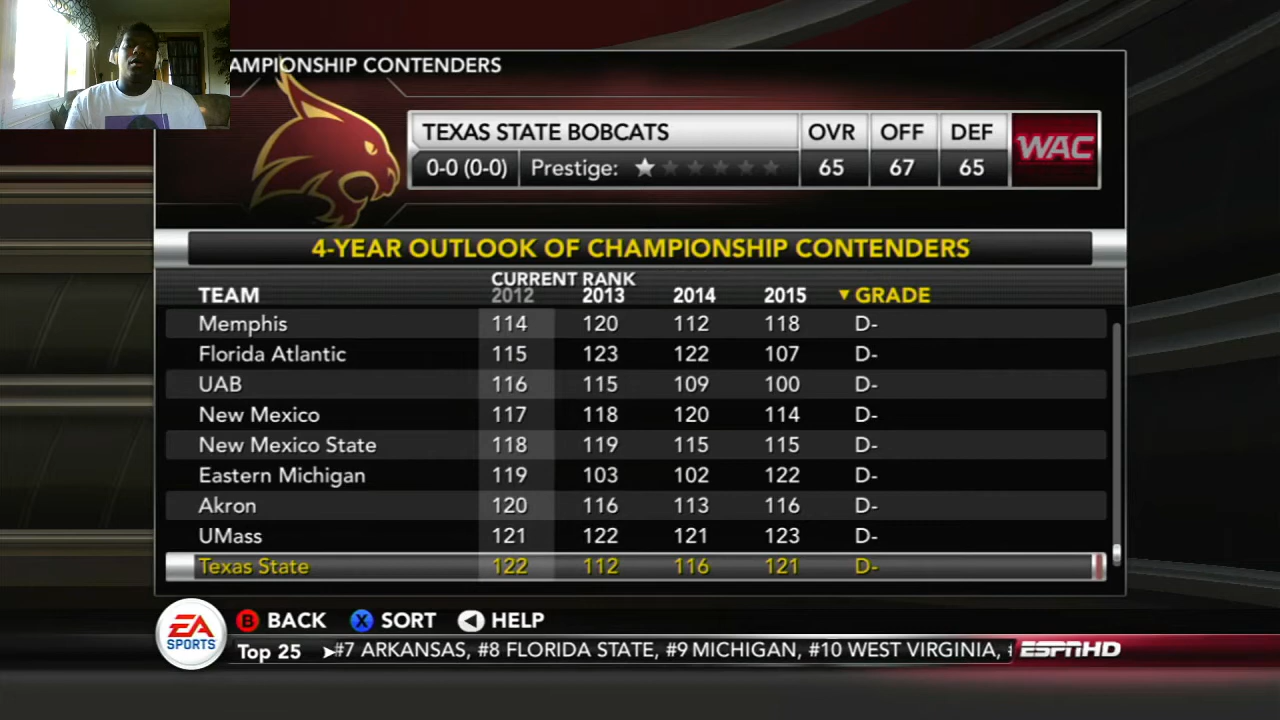 AMPIONSHIP CONTENDERS
TEXAS STATE BOBCATS OVR OFF DEF WAC
0-0 (0-0) Prestige: 65 67 65
4-YEAR OUTLOOK OF CHAMPIONSHIP CONTENDERS
CURRENT RANK
TEAM 2012 2013 2014 2015 GRADE
Memphis 114 120 112 118 D-
Florida Atlantic 115 123 122 107 D-
UAB 116 115 109 100 D-
New Mexico 117 118 120 114 D-
New Mexico State 118 119 115 115 D-
Eastern Michigan 119 103 102 122 D-
Akron 120 116 113 116 D-
UMass 121 122 121 123 D-
Texas State 122 112 116 121 D-
EA SPORTS B BACK X SORT HELP
Top 25 #7 ARKANSAS, #8 FLORIDA STATE, #9 MICHIGAN, #10 WEST VIRGINIA, ESPNHD